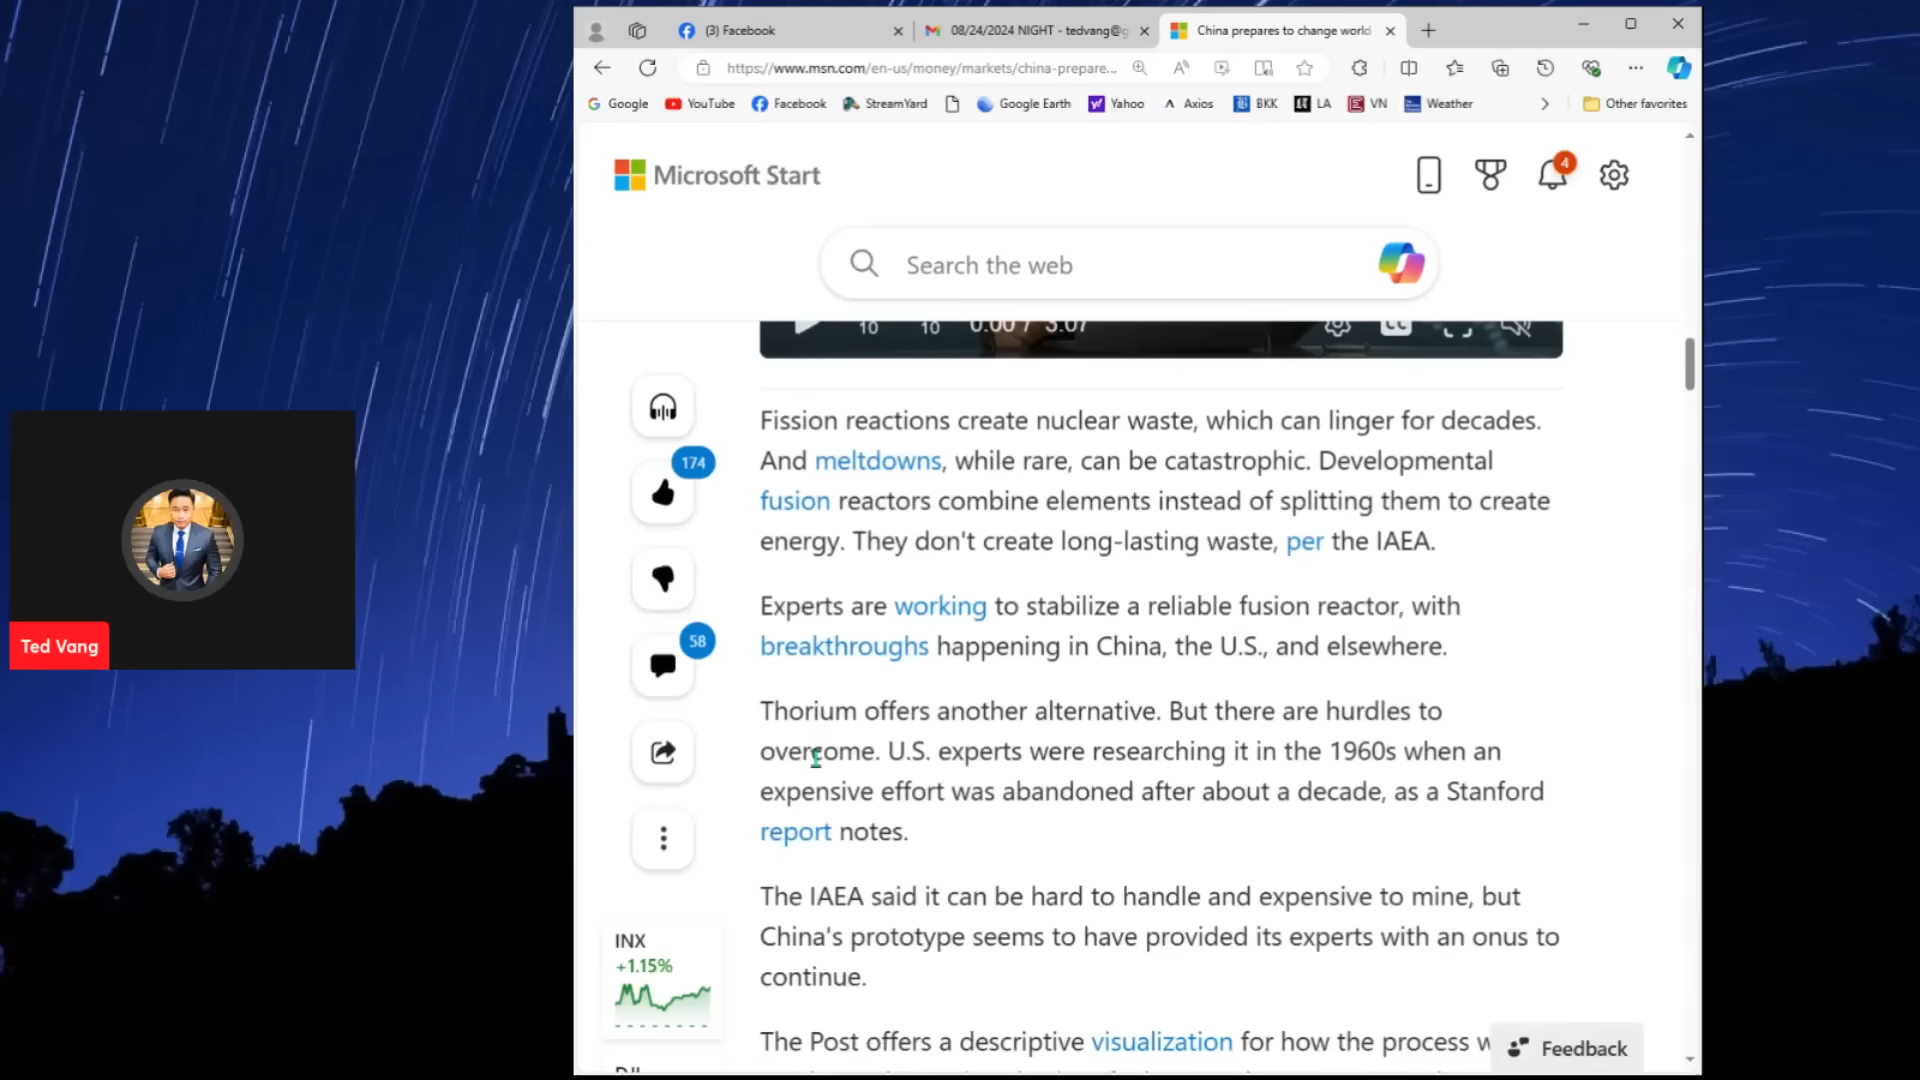 (3) Facebook
08/24/2024 NIGHT - tedvang@g
China prepares to change world
https://www.msn.com/en-us/money/markets/china-prepare...
Google
YouTube
Facebook
StreamYard
Google Earth
Yahoo
Axios
BKK
LA
VN
Weather
Other favorites
Microsoft Start
4
Search the web
10
10
0:00 / 3:07
CC
Fission reactions create nuclear waste, which can linger for decades.
And meltdowns, while rare, can be catastrophic. Developmental
fusion reactors combine elements instead of splitting them to create
energy. They don't create long-lasting waste, per the IAEA.
174
58
Experts are working to stabilize a reliable fusion reactor, with
breakthroughs happening in China, the U.S., and elsewhere.
Thorium offers another alternative. But there are hurdles to
overcome. U.S. experts were researching it in the 1960s when an
expensive effort was abandoned after about a decade, as a Stanford
report notes.
The IAEA said it can be hard to handle and expensive to mine, but
China's prototype seems to have provided its experts with an onus to
continue.
The Post offers a descriptive visualization for how the process
INX
+1.15%
Feedback
Ted Vang